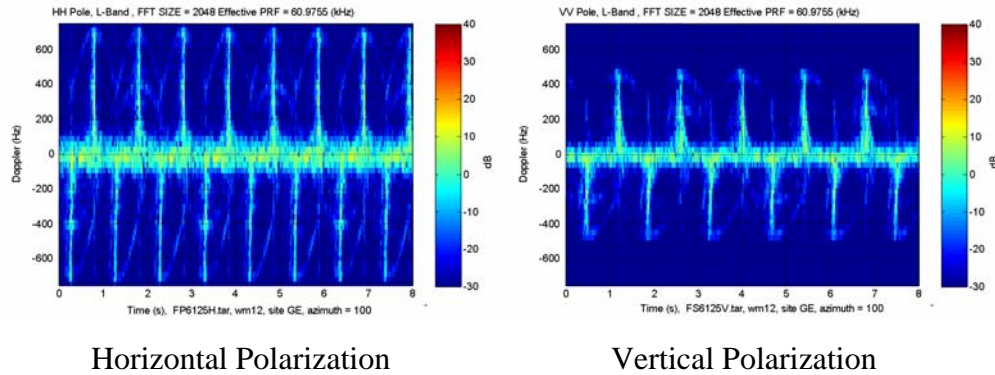 HH Pole, L-Band , FFT SIZE = 2048 Effective PRF = 60.9755 (kHz)
600
400
200
0
-200
-400
-600
Doppler (Hz)
0 1 2 3 4 5 6 7 8
Time (s), FP6125H.tar, wm12, site GE, azimuth = 100
40
30
20
10
0
-10
-20
-30
dB
VV Pole, L-Band , FFT SIZE = 2048 Effective PRF = 60.9755 (kHz)
600
400
200
0
-200
-400
-600
Doppler (Hz)
0 1 2 3 4 5 6 7 8
Time (s), FS6125V.tar, wm12, site GE, azimuth = 100
40
30
20
10
0
-10
-20
-30
dB
Horizontal Polarization
Vertical Polarization